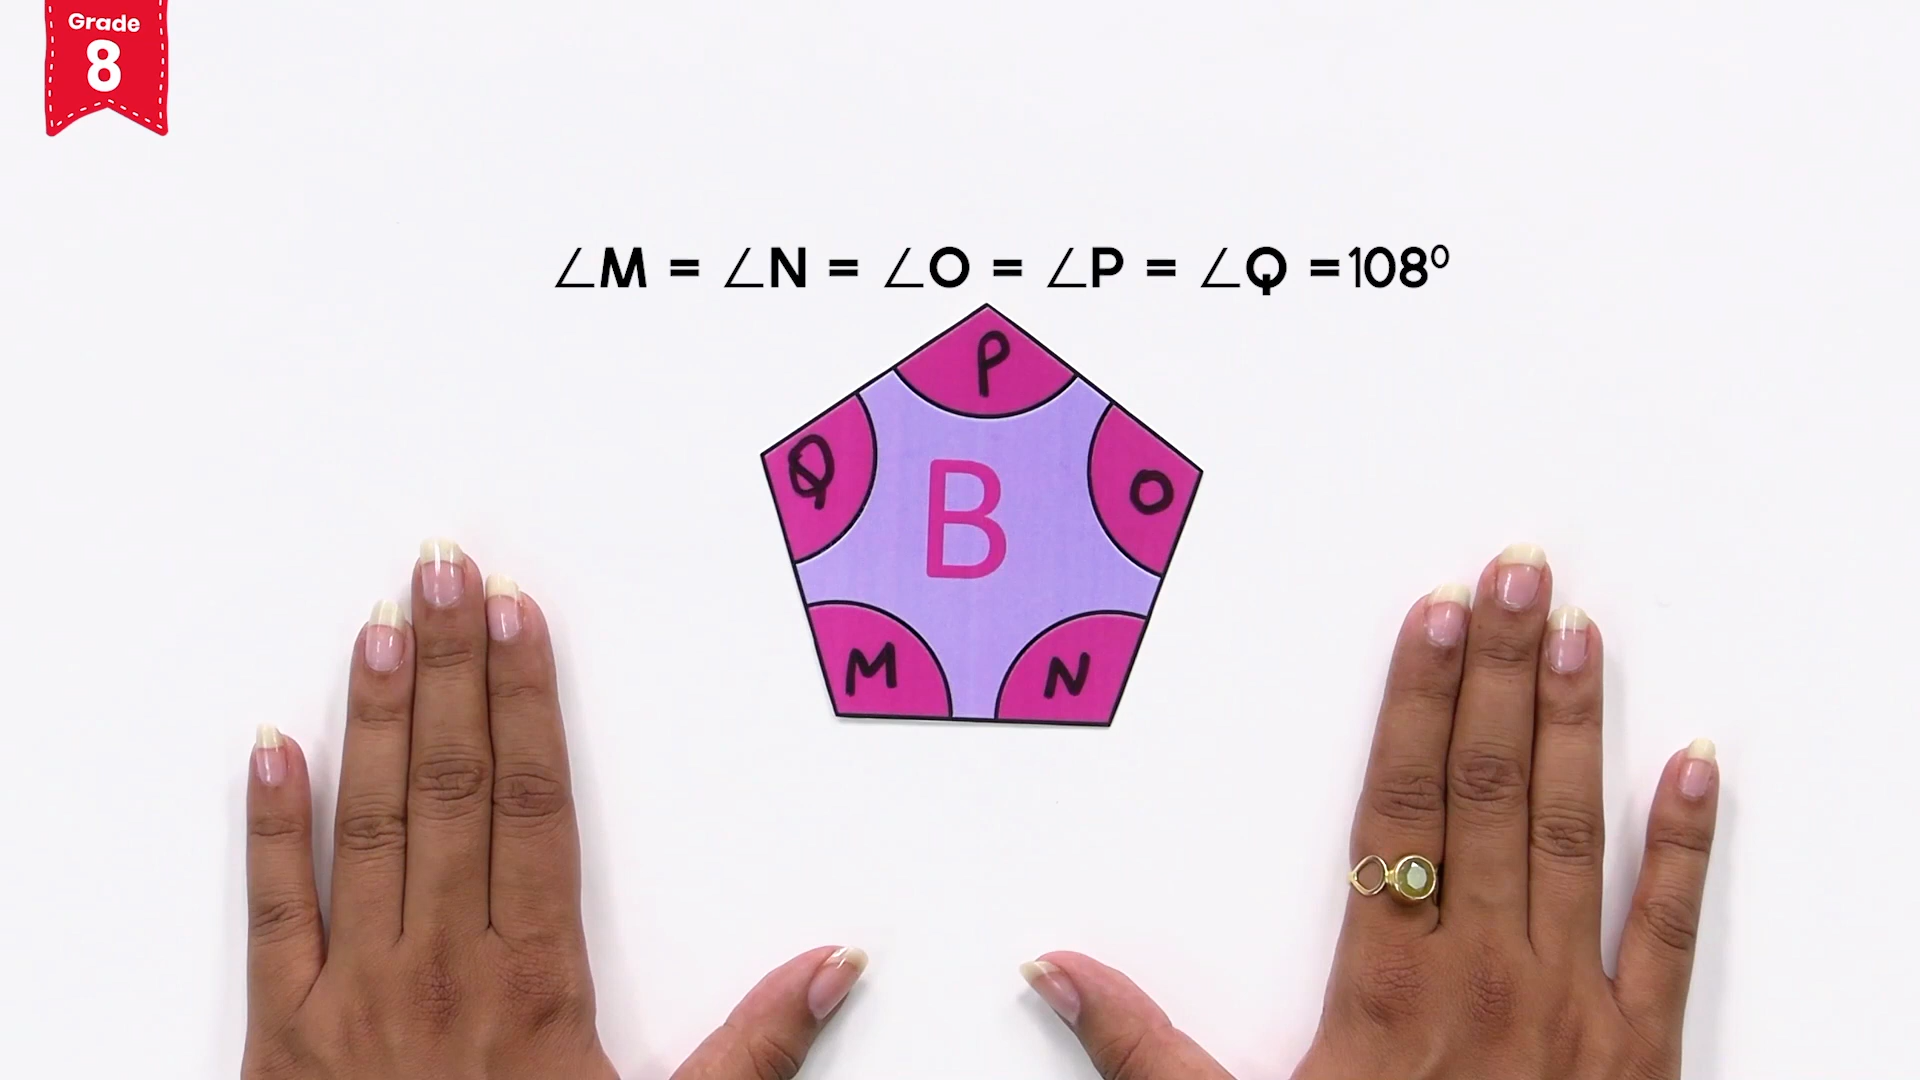 Grade
8
∠M = ∠N = ∠O = ∠P = ∠Q =108⁰
P
Q
O
B
M
N